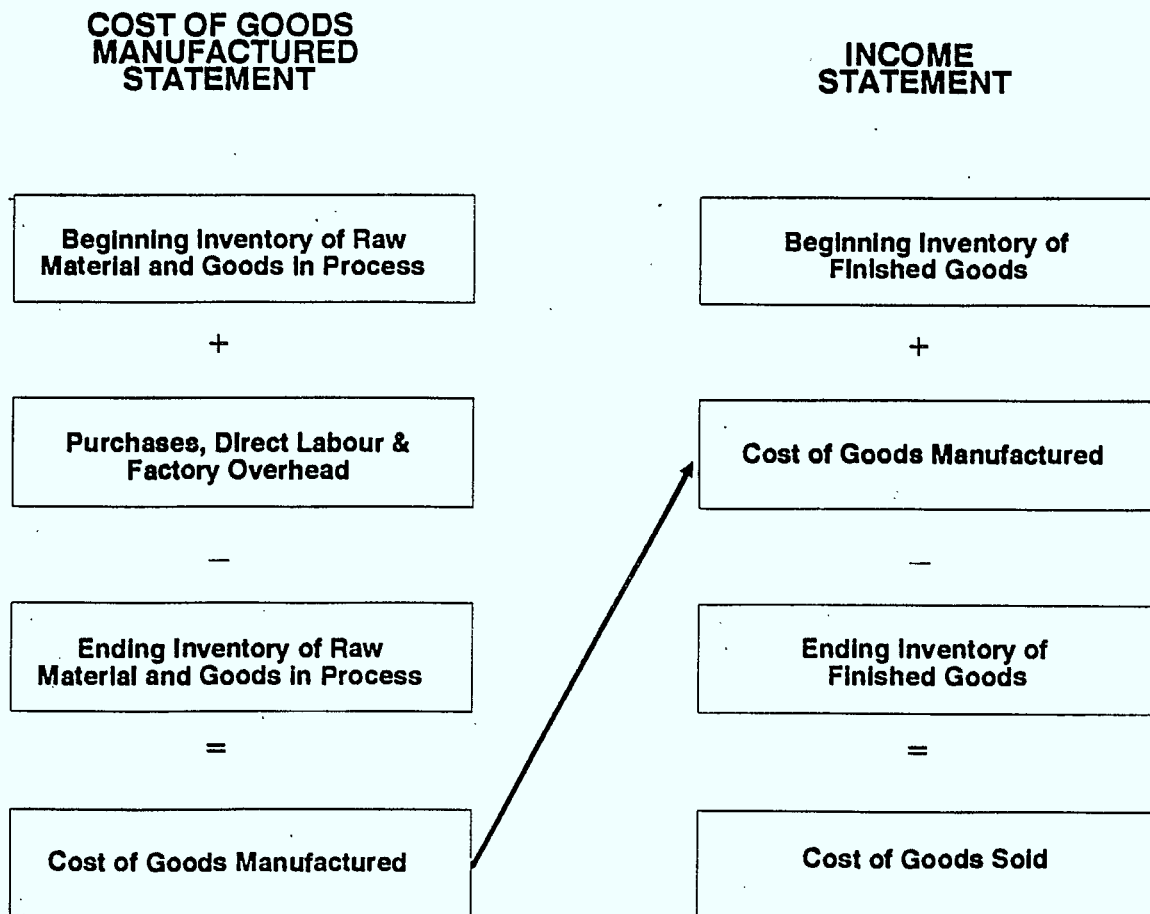 COST OF GOODS
MANUFACTURED
STATEMENT
Beginning Inventory of Raw
Material and Goods in Process
+
Purchases, Direct Labour &
Factory Overhead
−
Ending Inventory of Raw
Material and Goods in Process
=
Cost of Goods Manufactured
INCOME
STATEMENT
Beginning Inventory of
Finished Goods
+
Cost of Goods Manufactured
−
Ending Inventory of
Finished Goods
=
Cost of Goods Sold